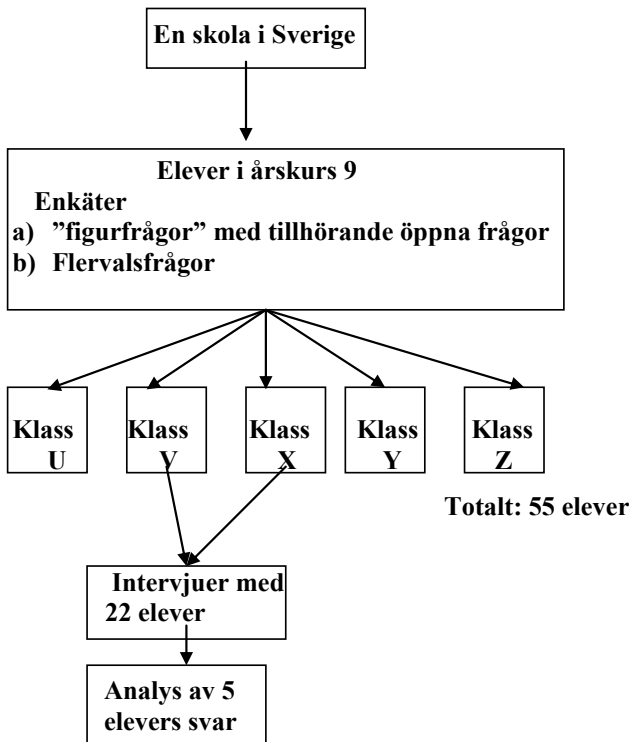 En skola i Sverige
Elever i årskurs 9
Enkäter
a) ”figurfrågor” med tillhörande öppna frågor
b) Flervalsfrågor
Klass U
Klass V
Klass X
Klass Y
Klass Z
Totalt: 55 elever
Intervjuer med
22 elever
Analys av 5
elevers svar